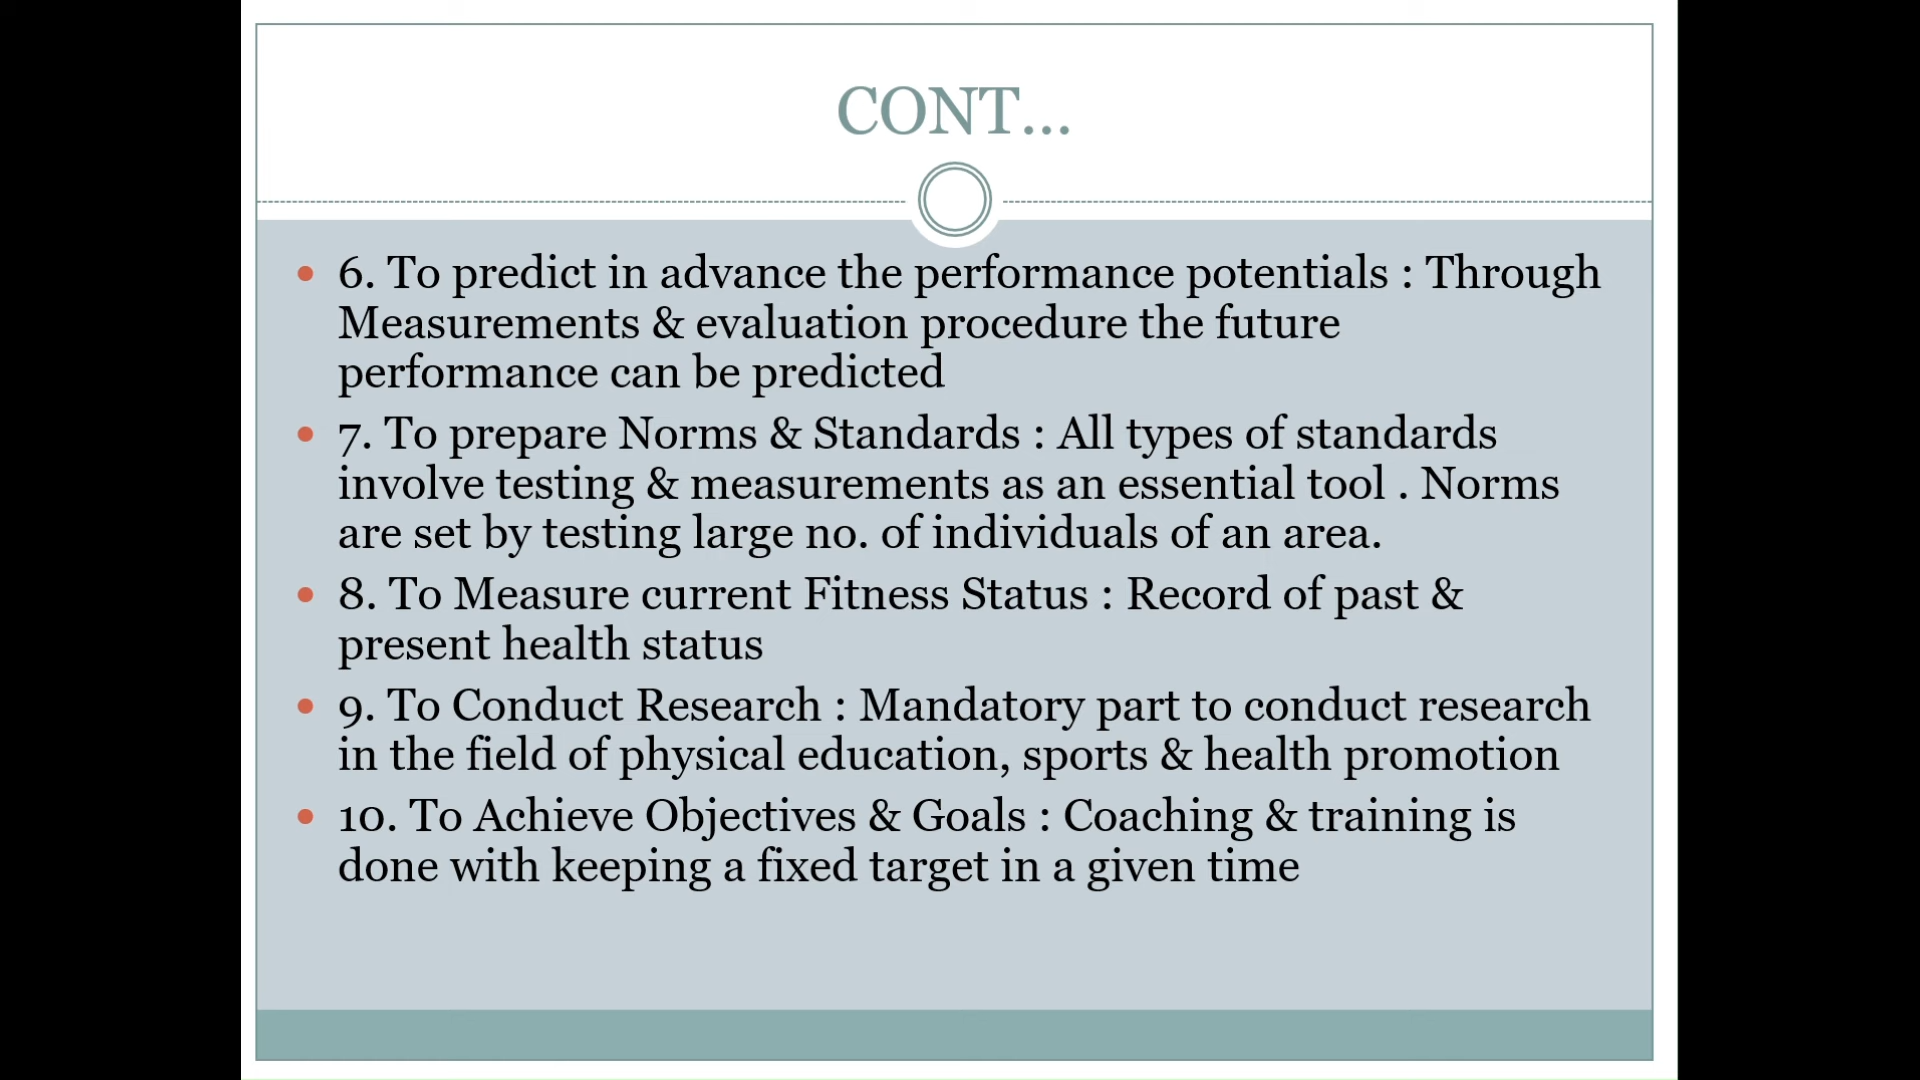 CONT...
6. To predict in advance the performance potentials : Through
Measurements & evaluation procedure the future
performance can be predicted
7. To prepare Norms & Standards : All types of standards
involve testing & measurements as an essential tool . Norms
are set by testing large no. of individuals of an area.
8. To Measure current Fitness Status : Record of past &
present health status
9. To Conduct Research : Mandatory part to conduct research
in the field of physical education, sports & health promotion
10. To Achieve Objectives & Goals : Coaching & training is
done with keeping a fixed target in a given time